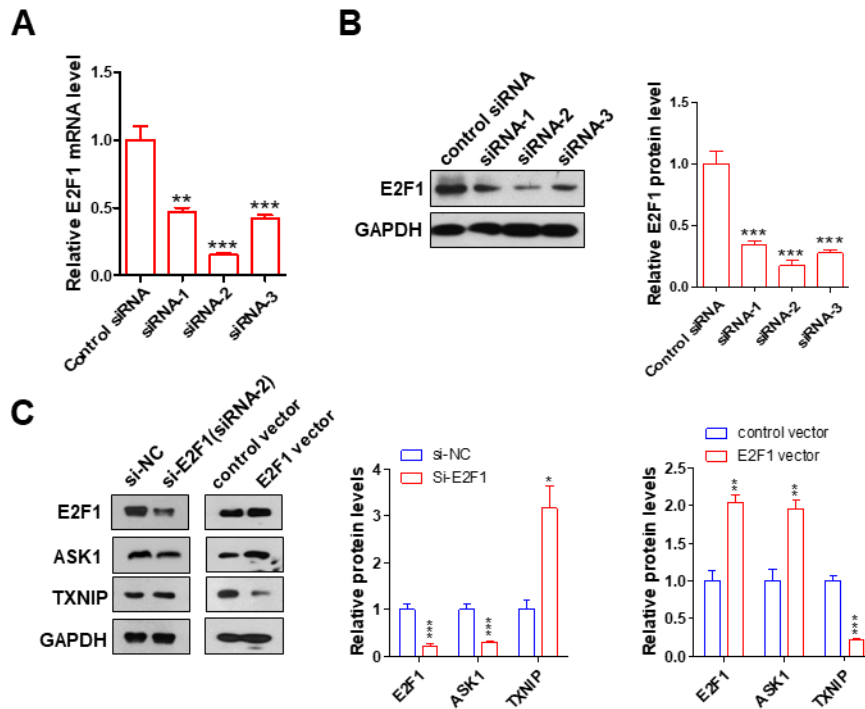 A
Relative E2F1 mRNA level
1.5
1.0
0.5
0.0
**
***
***
Control siRNA
siRNA-1
siRNA-2
siRNA-3
B
control siRNA
siRNA-1
siRNA-2
siRNA-3
E2F1
GAPDH
Relative E2F1 protein level
1.5
1.0
0.5
0.0
***
***
***
Control siRNA
siRNA-1
siRNA-2
siRNA-3
C
si-NC
si-E2F1(siRNA-2)
control vector
E2F1 vector
E2F1
ASK1
TXNIP
GAPDH
si-NC
Si-E2F1
Relative protein levels
4
3
2
1
0
***
***
*
E2F1
ASK1
TXNIP
control vector
E2F1 vector
Relative protein levels
2.5
2.0
1.5
1.0
0.5
0.0
**
**
***
E2F1
ASK1
TXNIP